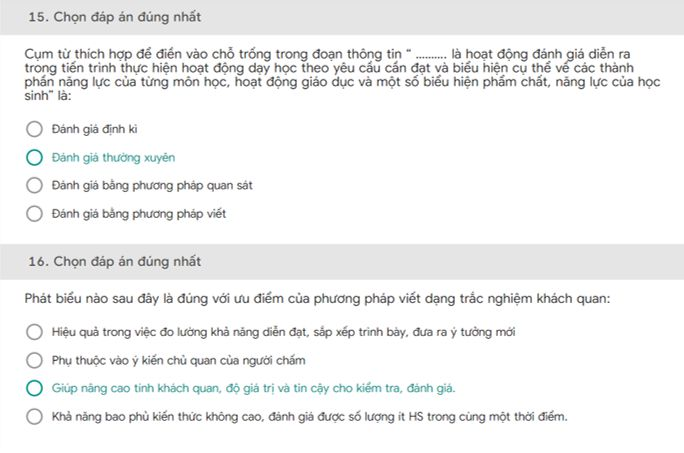 15. Chọn đáp án đúng nhất
Cụm từ thích hợp để điền vào chỗ trống trong đoạn thông tin “ .......... là hoạt động đánh giá diễn ra
trong tiến trình thực hiện hoạt động dạy học theo yêu cầu cần đạt và biểu hiện cụ thể về các thành
phần năng lực của từng môn học, hoạt động giáo dục và một số biểu hiện phẩm chất, năng lực của học
sinh” là:
Đánh giá định kì
Đánh giá thường xuyên
Đánh giá bằng phương pháp quan sát
Đánh giá bằng phương pháp viết
16. Chọn đáp án đúng nhất
Phát biểu nào sau đây là đúng với ưu điểm của phương pháp viết dạng trắc nghiệm khách quan:
Hiệu quả trong việc đo lường khả năng diễn đạt, sắp xếp trình bày, đưa ra ý tưởng mới
Phụ thuộc vào ý kiến chủ quan của người chấm
Giúp nâng cao tính khách quan, độ giá trị và tin cậy cho kiểm tra, đánh giá.
Khả năng bao phủ kiến thức không cao, đánh giá được số lượng ít HS trong cùng một thời điểm.